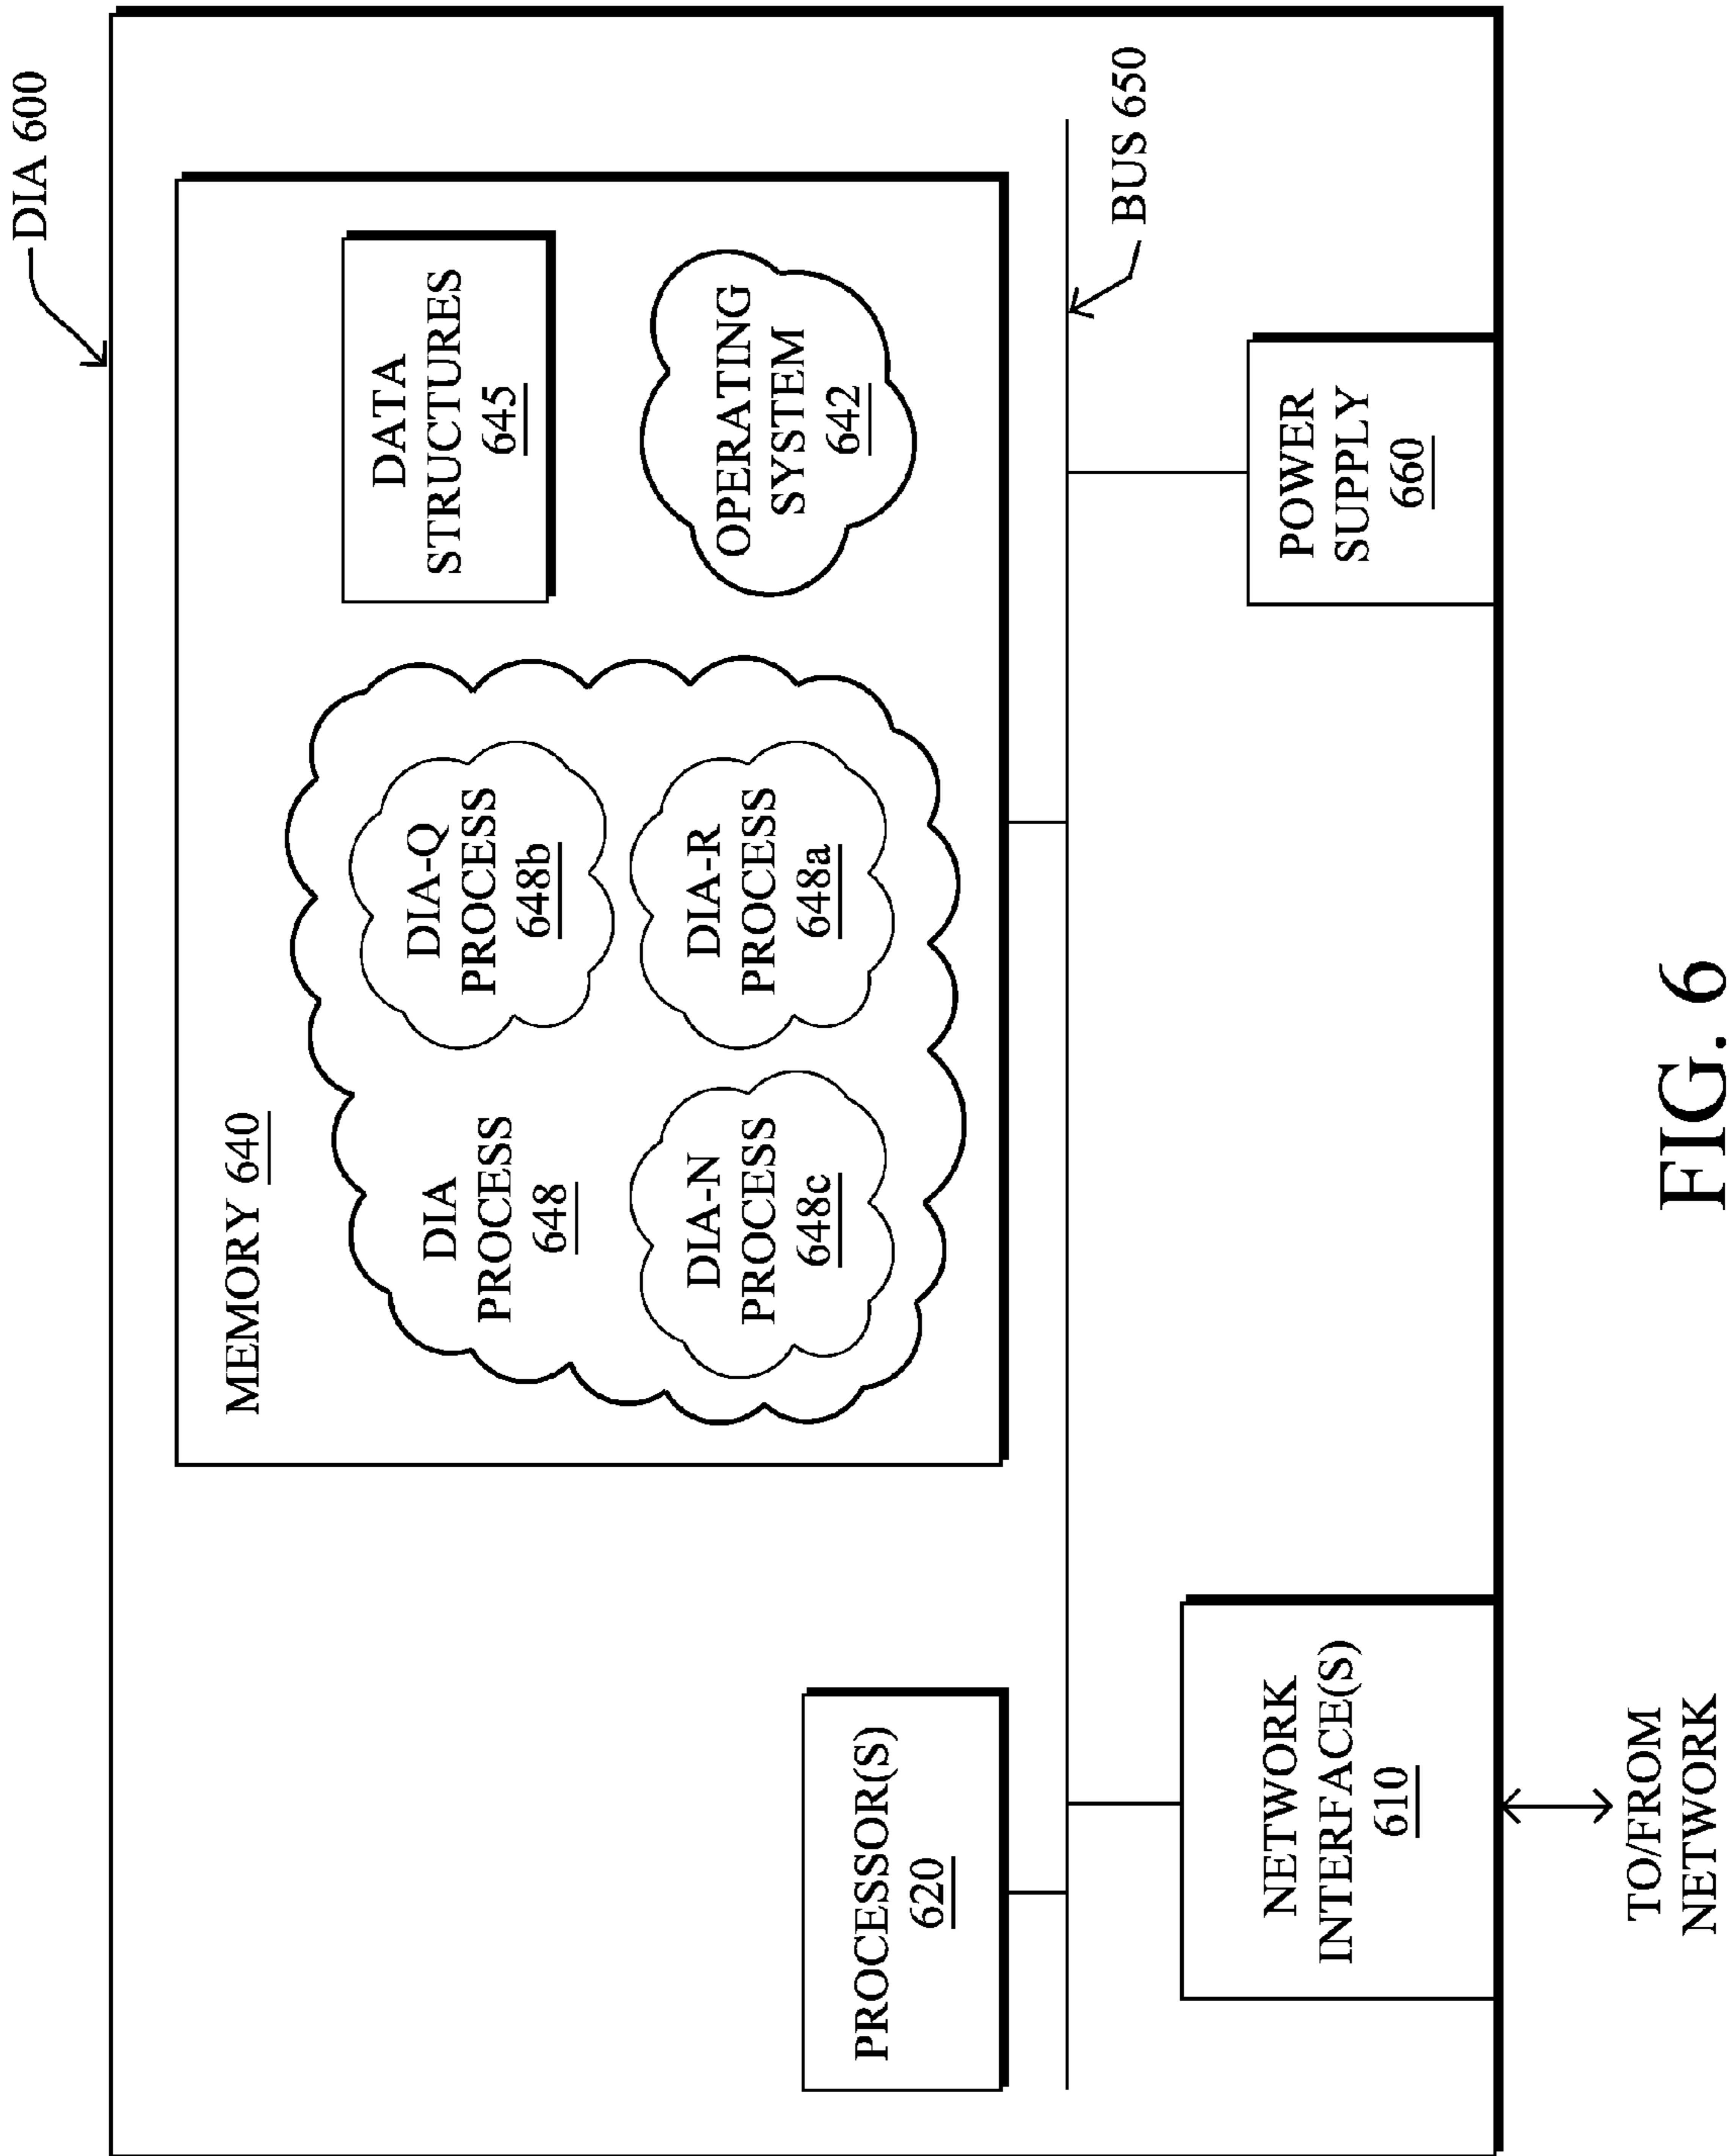 DIA 600
MEMORY 640
DIA
PROCESS
648
DIA-Q
PROCESS
648b
DIA-N
PROCESS
648c
DIA-R
PROCESS
648a
DATA
STRUCTURES
645
OPERATING
SYSTEM
642
PROCESSOR(S)
620
BUS 650
NETWORK
INTERFACE(S)
610
POWER
SUPPLY
660
TO/FROM
NETWORK
FIG. 6